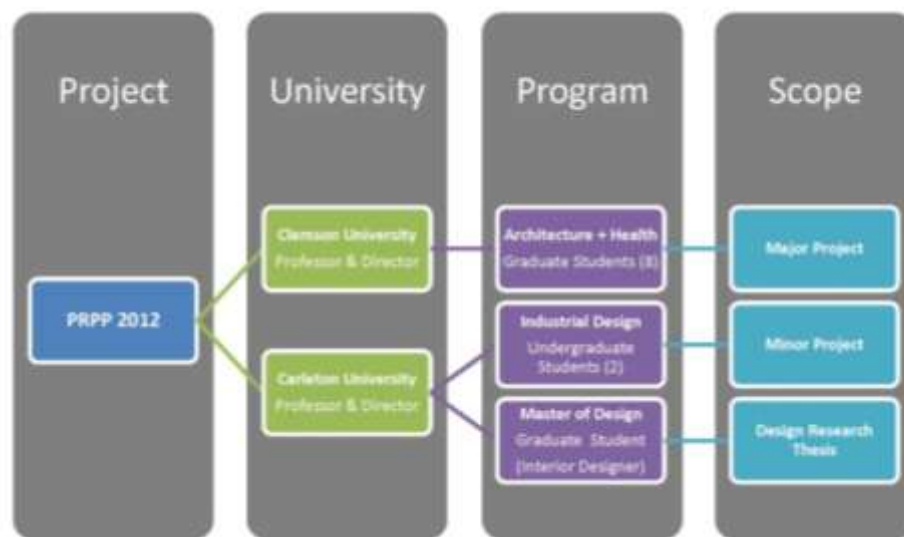 Project
University
Program
Scope
PRPP 2012
Clemson University
Professor & Director
Carleton University
Professor & Director
Architecture + Health
Graduate Students (8)
Industrial Design
Undergraduate
Students (2)
Master of Design
Graduate Student
(Interior Designer)
Major Project
Minor Project
Design Research
Thesis